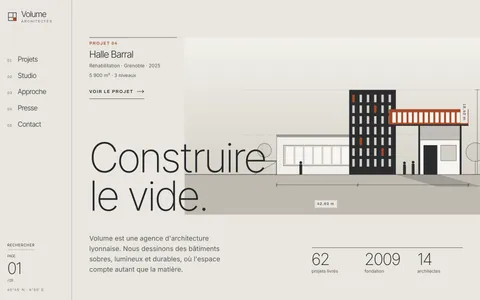 Volume
ARCHITECTES
01 Projets
02 Studio
03 Approche
04 Presse
05 Contact
RECHERCHER
PAGE
01
PROJET 04
Halle Barral
Réhabilitation · Grenoble · 2025
5 900 m² · 3 niveaux
VOIR LE PROJET
Construire
le vide.
Volume est une agence d'architecture
lyonnaise. Nous dessinons des bâtiments
sobres, lumineux et durables, où l'espace
compte autant que la matière.
62
projets livrés
2009
fondation
14
architectes